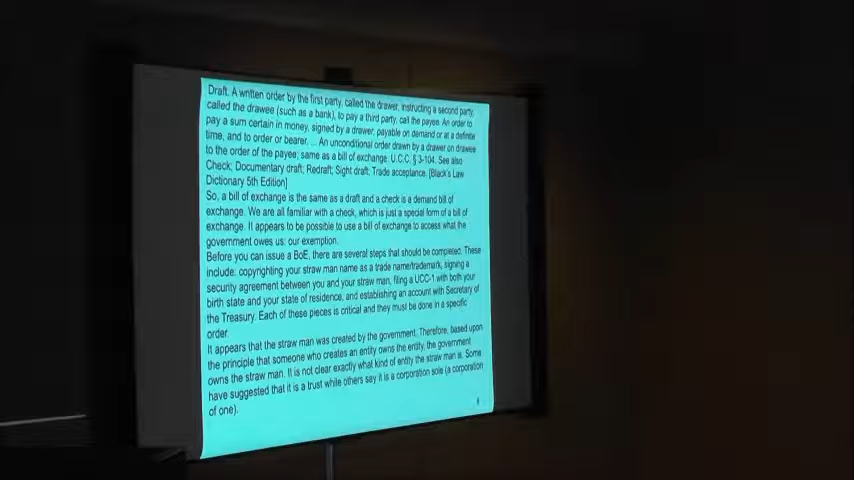 Draft. A written order by the first party, called the drawer, instructing a second party,
called the drawee (such as a bank), to pay a third party, call the payee. An order to
pay a sum certain in money, signed by a drawer, payable on demand or at a definite
time, and to order or bearer. ... An unconditional order drawn by a drawer on drawee
to the order of the payee; same as a bill of exchange. U.C.C. § 3-104. See also
Check; Documentary draft; Redraft; Sight draft; Trade acceptance. [Black's Law
Dictionary 5th Edition]
So, a bill of exchange is the same as a draft and a check is a demand bill of
exchange. We are all familiar with a check, which is just a special form of a bill of
exchange. It appears to be possible to use a bill of exchange to access what the
government owes us: our exemption.
Before you can issue a BoE, there are several steps that should be completed. These
include: copyrighting your straw man name as a trade name/trademark, signing a
security agreement between you and your straw man, filing a UCC-1 with both your
birth state and your state of residence, and establishing an account with Secretary of
the Treasury. Each of these pieces is critical and they must be done in a specific
order.
It appears that the straw man was created by the government. Therefore, based upon
the principle that someone who creates an entity owns the entity, the government
owns the straw man. It is not clear exactly what kind of entity the straw man is. Some
have suggested that it is a trust while others say it is a corporation sole (a corporation
of one).